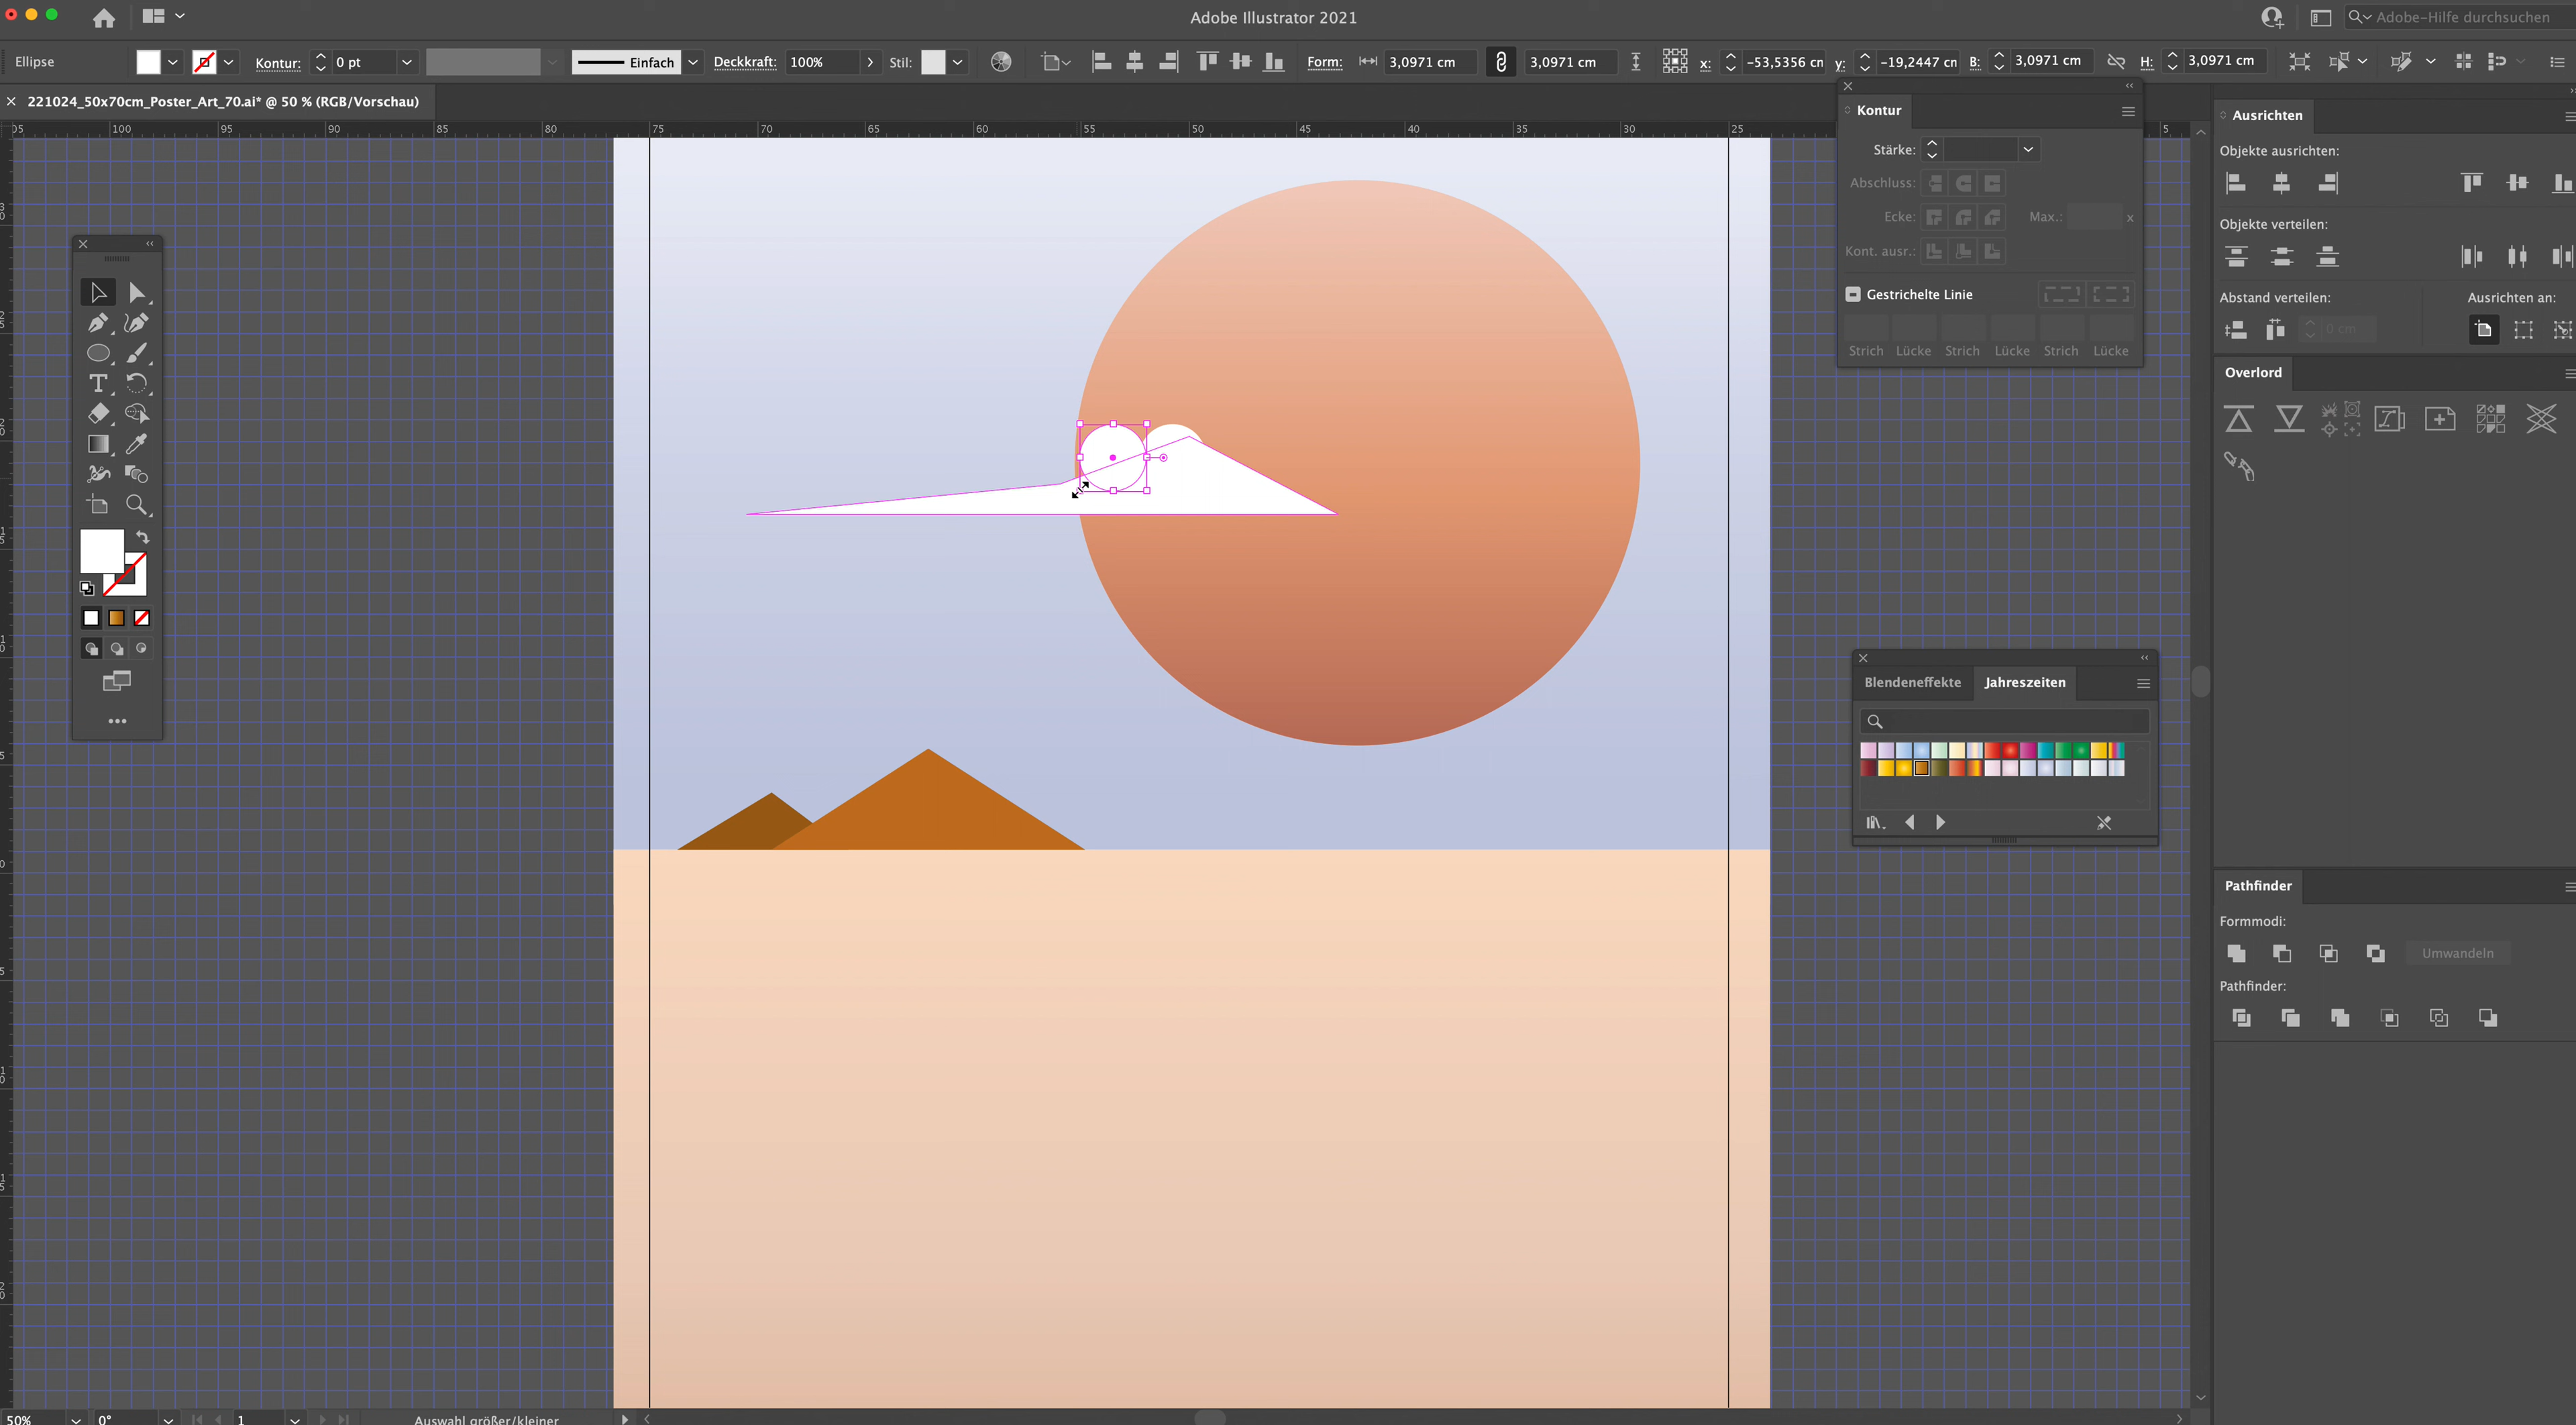 Adobe Illustrator 2021
Adobe-Hilfe durchsuchen
Ellipse Kontur: 0 pt Einfach Deckkraft: 100% Stil: Form: 3,0971 cm 3,0971 cm x: −53,5356 cm y: −19,2447 cm B: 3,0971 cm H: 3,0971 cm
221024_50x70cm_Poster_Art_70.ai* @ 50 % (RGB/Vorschau)
100 95 90 85 80 75 70 65 60 55 50 45 40 35 30 25 5
Kontur
Stärke:
Abschluss:
Ecke: Max.: x
Kont. ausr.:
Gestrichelte Linie
Strich Lücke Strich Lücke Strich Lücke
Ausrichten
Objekte ausrichten:
Objekte verteilen:
Abstand verteilen: Ausrichten an:
0 cm
Overlord
Blendeneffekte Jahreszeiten
Pathfinder
Formmodi:
Umwandeln
Pathfinder:
50% 0° 1 Auswahl größer/kleiner